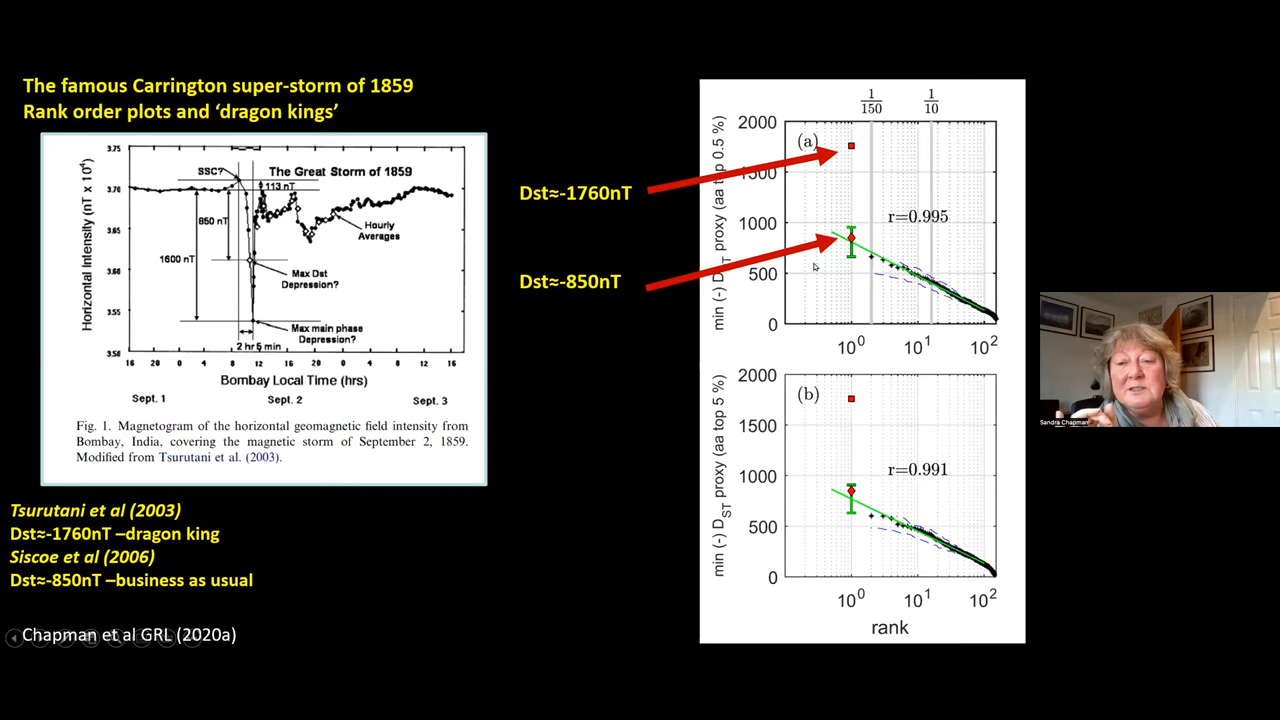 The famous Carrington super-storm of 1859
Rank order plots and ‘dragon kings’
3.75
3.70
3.65
3.60
3.55
3.50
Horizontal Intensity (nT x 10⁻⁴)
SSC?
The Great Storm of 1859
113 nT
850 nT
1600 nT
Hourly
Averages
Max Dst
Depression?
Max main phase
Depression?
2 hr 5 min
16 20 0 4 8 12 16 20 0 4 8 12 16
Bombay Local Time (hrs)
Sept. 1 Sept. 2 Sept. 3
Fig. 1. Magnetogram of the horizontal geomagnetic field intensity from
Bombay, India, covering the magnetic storm of September 2, 1859.
Modified from Tsurutani et al. (2003).
Tsurutani et al (2003)
Dst≈-1760nT –dragon king
Siscoe et al (2006)
Dst≈-850nT –business as usual
Chapman et al GRL (2020a)
Dst≈-1760nT
Dst≈-850nT
1/150 1/10
(a)
2000
1500
1000
500
0
min (-) D_ST proxy (aa top 0.5 %)
r=0.995
10⁰ 10¹ 10²
(b)
2000
1500
1000
500
0
min (-) D_ST proxy (aa top 5 %)
r=0.991
10⁰ 10¹ 10²
rank
Sandra Chapman